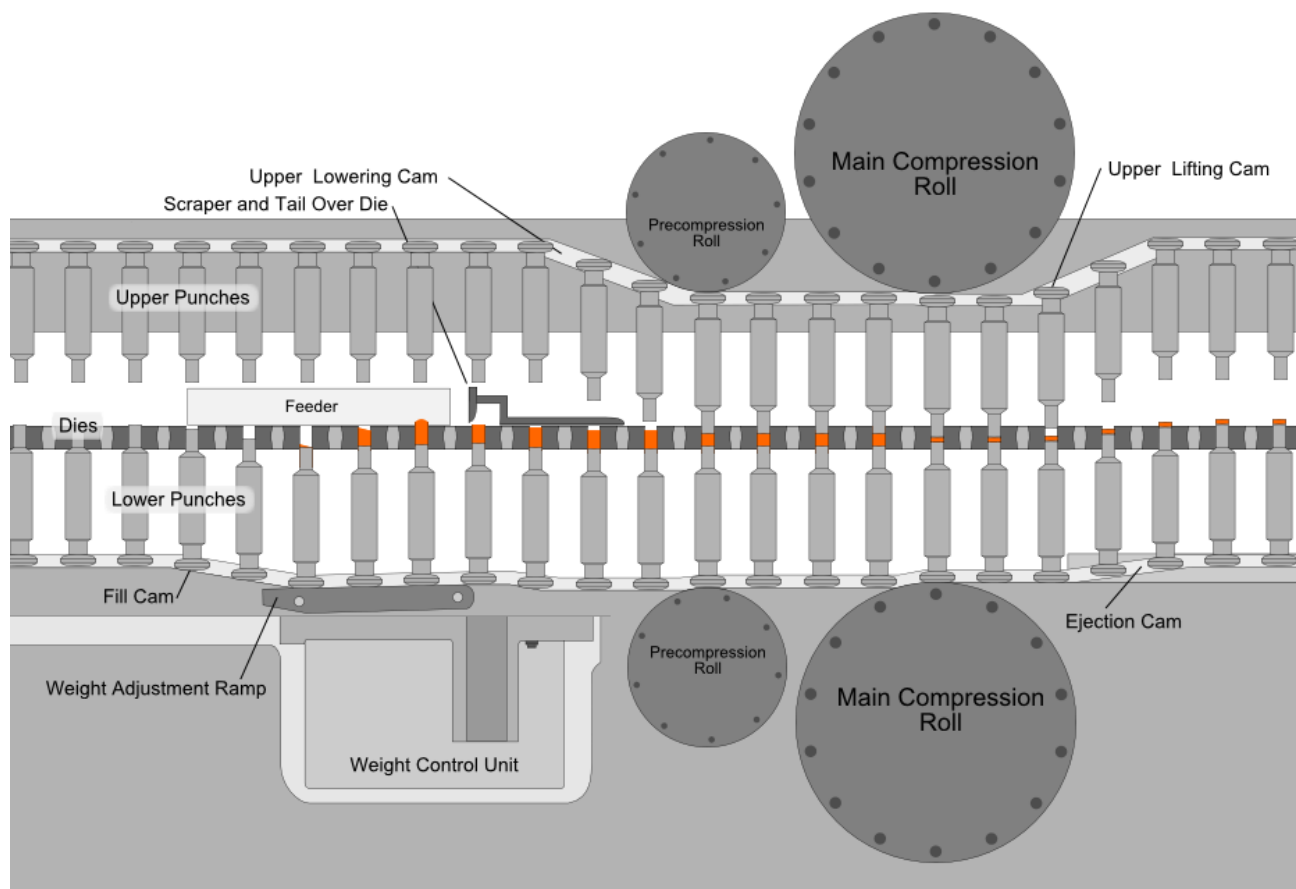 Main Compression
Roll
Upper Lowering Cam
Upper Lifting Cam
Scraper and Tail Over Die
Precompression
Roll
Upper Punches
Feeder
Dies
Lower Punches
Fill Cam
Ejection Cam
Precompression
Roll
Weight Adjustment Ramp
Main Compression
Roll
Weight Control Unit